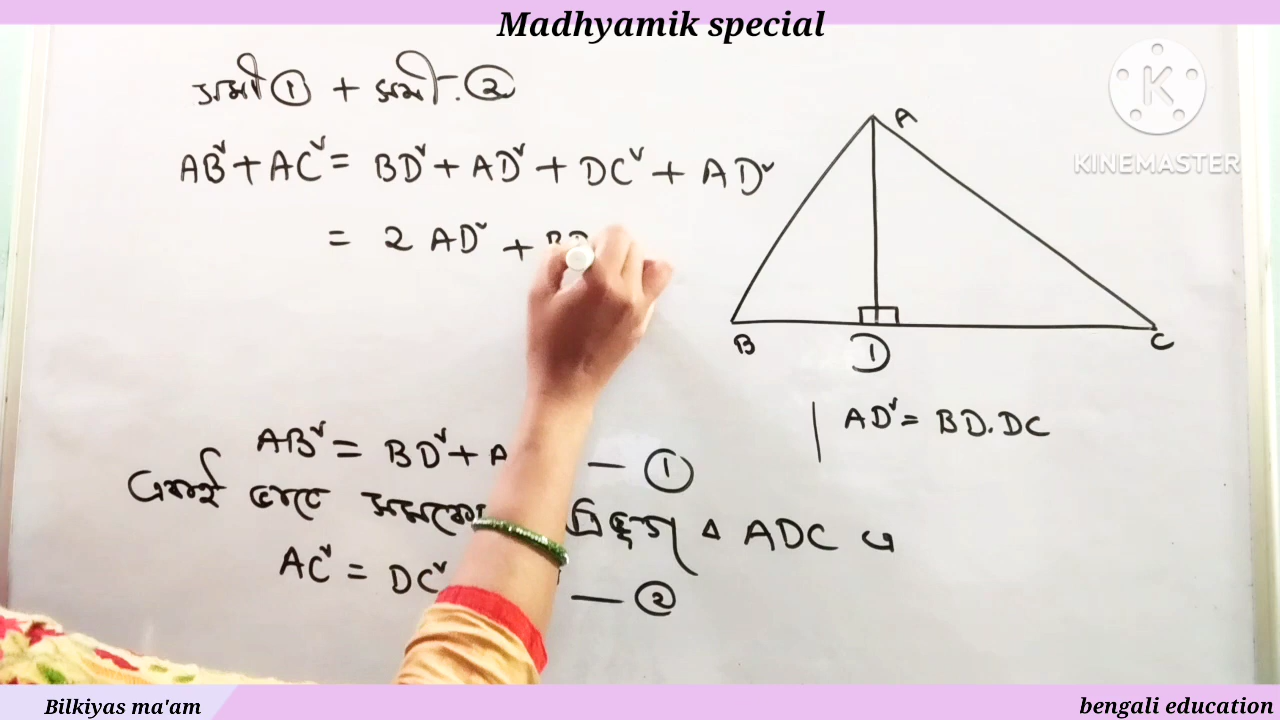 Madhyamik special
সমী ① + সমী. ②
AB² + AC² = BD² + AD² + DC² + AD²
= 2 AD² + BD
A
B
D
C
K
KINEMASTER
AD² = BD.DC
AB² = BD² + A — ①
একই ভাবে ত্রিভুজ △ ADC এ
AC² = DC² — ②
Bilkiyas ma'am
bengali education